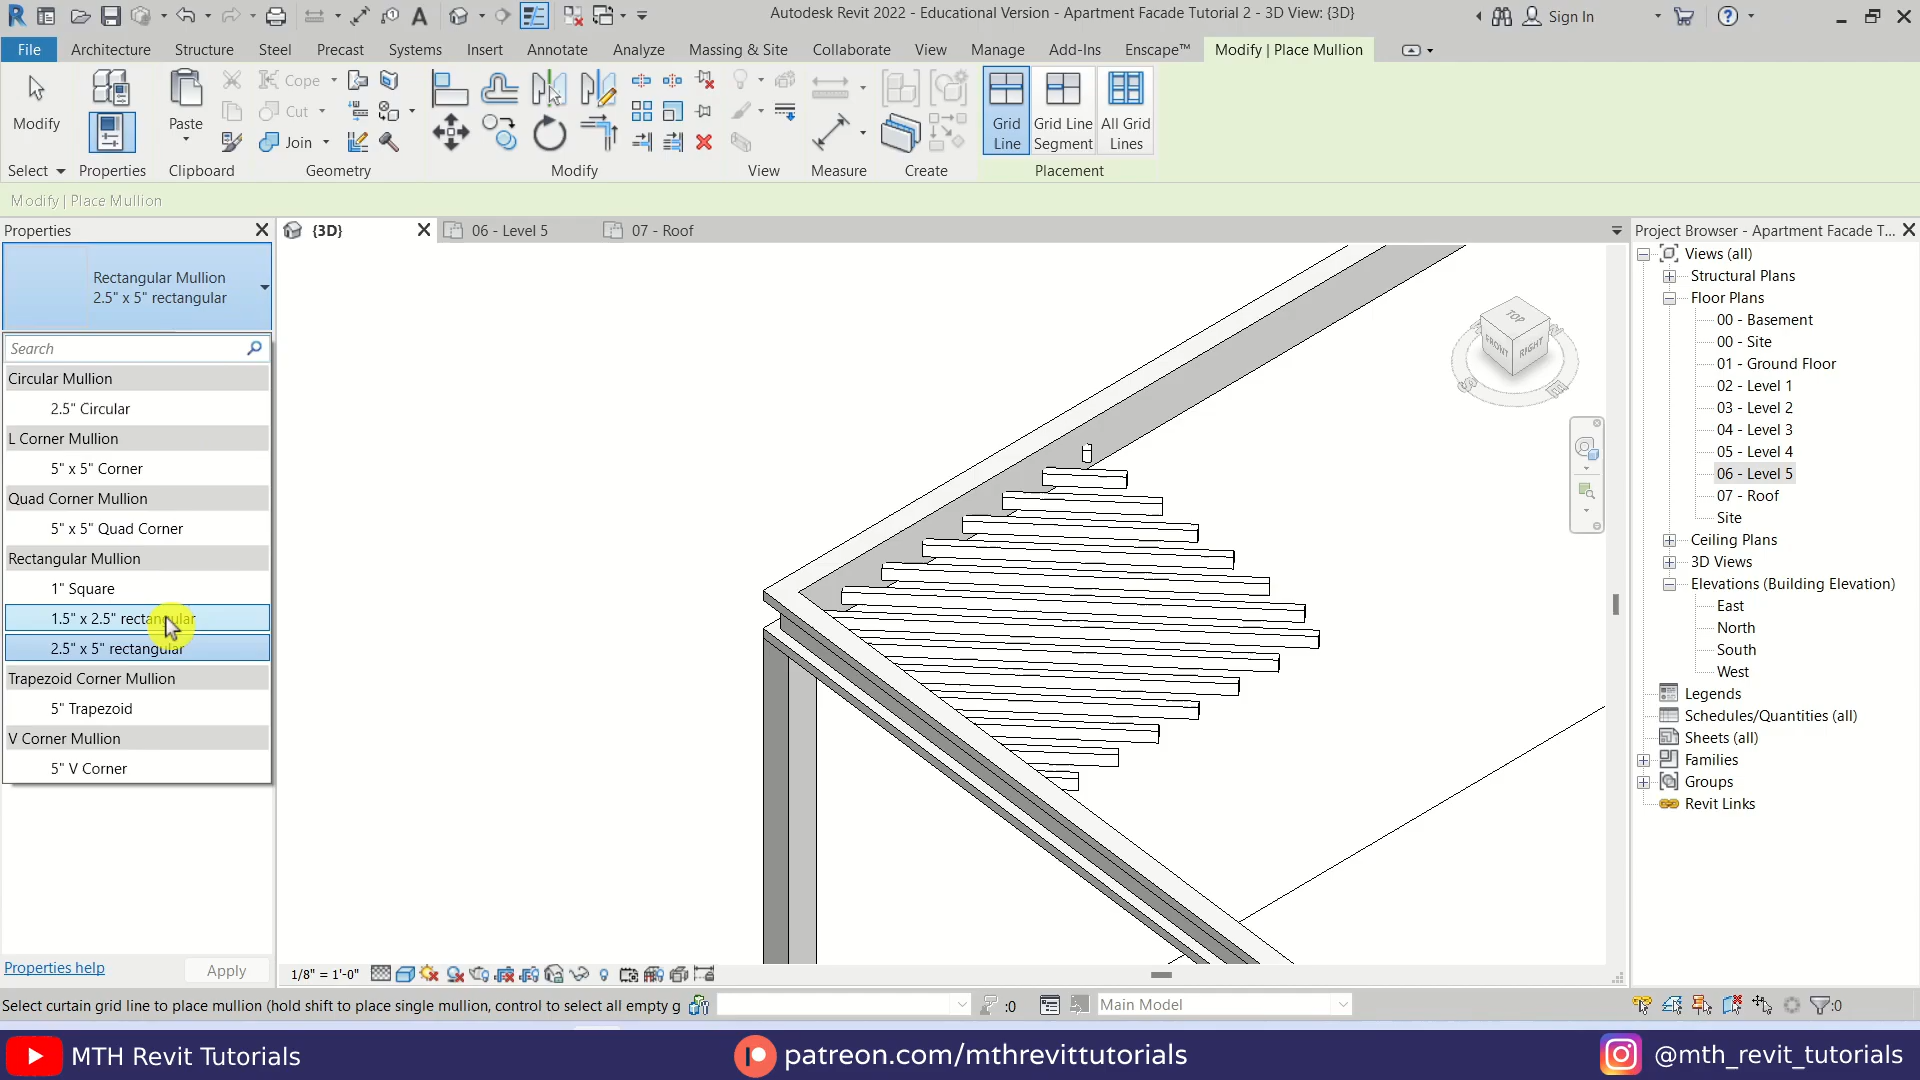 Autodesk Revit 2022 - Educational Version - Apartment Facade Tutorial 2 - 3D View: {3D}
Sign In
File
Architecture
Structure
Steel
Precast
Systems
Insert
Annotate
Analyze
Massing & Site
Collaborate
View
Manage
Add-Ins
Enscape™
Modify | Place Mullion
Modify
Paste
Cope
Cut
Join
Grid Line
Grid Line Segment
All Grid Lines
Select
Properties
Clipboard
Geometry
Modify
View
Measure
Create
Placement
Modify | Place Mullion
Properties
{3D}
06 - Level 5
07 - Roof
Project Browser - Apartment Facade T...
Rectangular Mullion
2.5" x 5" rectangular
Search
Circular Mullion
2.5" Circular
L Corner Mullion
5" x 5" Corner
Quad Corner Mullion
5" x 5" Quad Corner
Rectangular Mullion
1" Square
1.5" x 2.5" rectangular
2.5" x 5" rectangular
Trapezoid Corner Mullion
5" Trapezoid
V Corner Mullion
5" V Corner
Properties help
Apply
TOP
FRONT
RIGHT
Views (all)
Structural Plans
Floor Plans
00 - Basement
00 - Site
01 - Ground Floor
02 - Level 1
03 - Level 2
04 - Level 3
05 - Level 4
06 - Level 5
07 - Roof
Site
Ceiling Plans
3D Views
Elevations (Building Elevation)
East
North
South
West
Legends
Schedules/Quantities (all)
Sheets (all)
Families
Groups
Revit Links
1/8" = 1'-0"
Select curtain grid line to place mullion (hold shift to place single mullion, control to select all empty g
:0
Main Model
:0
MTH Revit Tutorials
patreon.com/mthrevittutorials
@mth_revit_tutorials